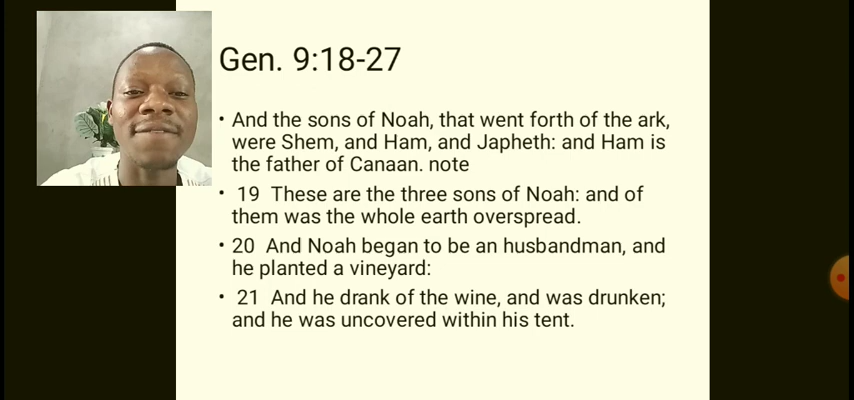 Gen. 9:18-27
• And the sons of Noah, that went forth of the ark,
were Shem, and Ham, and Japheth: and Ham is
the father of Canaan. note
• 19 These are the three sons of Noah: and of
them was the whole earth overspread.
• 20 And Noah began to be an husbandman, and
he planted a vineyard:
• 21 And he drank of the wine, and was drunken;
and he was uncovered within his tent.